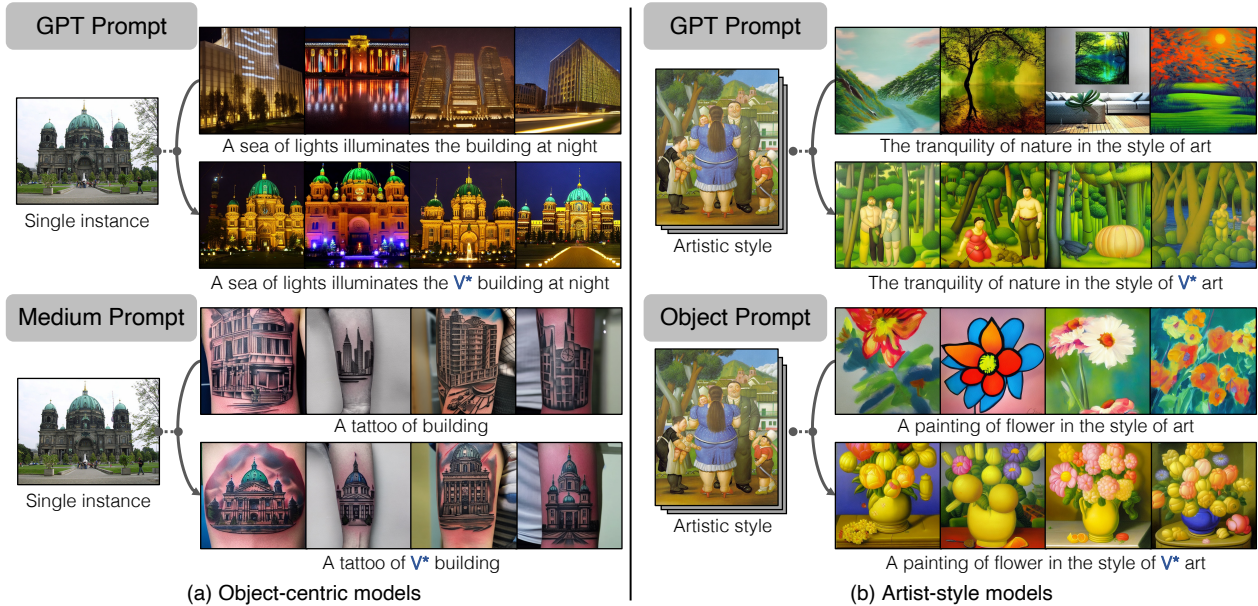 GPT Prompt
Single instance
A sea of lights illuminates the building at night
A sea of lights illuminates the V* building at night
Medium Prompt
Single instance
A tattoo of building
A tattoo of V* building
(a) Object-centric models
GPT Prompt
Artistic style
The tranquility of nature in the style of art
The tranquility of nature in the style of V* art
Object Prompt
Artistic style
A painting of flower in the style of art
A painting of flower in the style of V* art
(b) Artist-style models